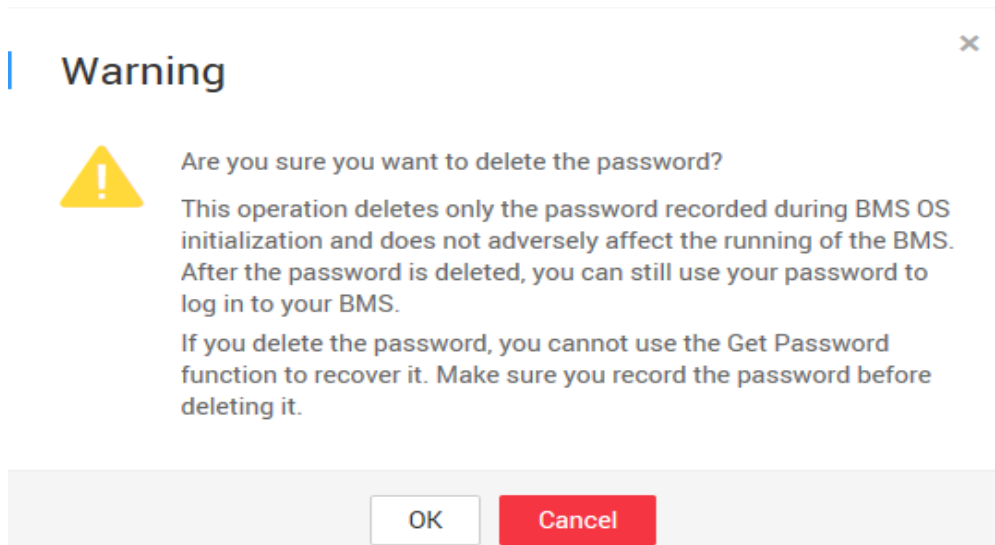 Warning
Are you sure you want to delete the password?
This operation deletes only the password recorded during BMS OS
initialization and does not adversely affect the running of the BMS.
After the password is deleted, you can still use your password to
log in to your BMS.
If you delete the password, you cannot use the Get Password
function to recover it. Make sure you record the password before
deleting it.
OK
Cancel